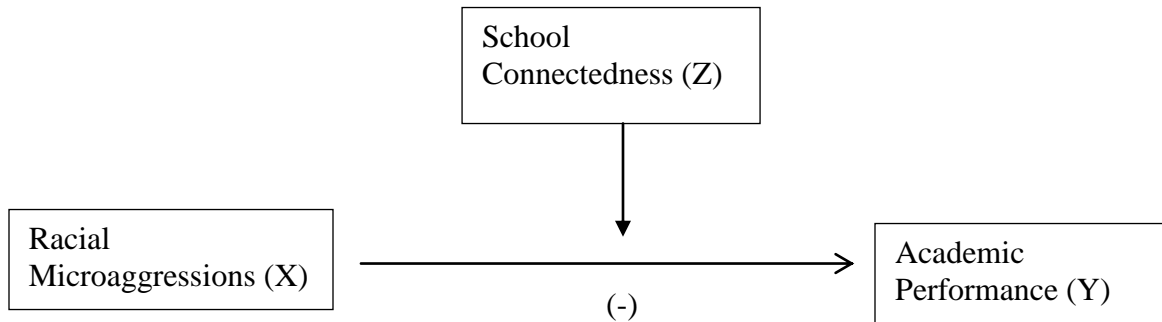 School
Connectedness (Z)
Racial
Microaggressions (X)
Academic
Performance (Y)
(-)